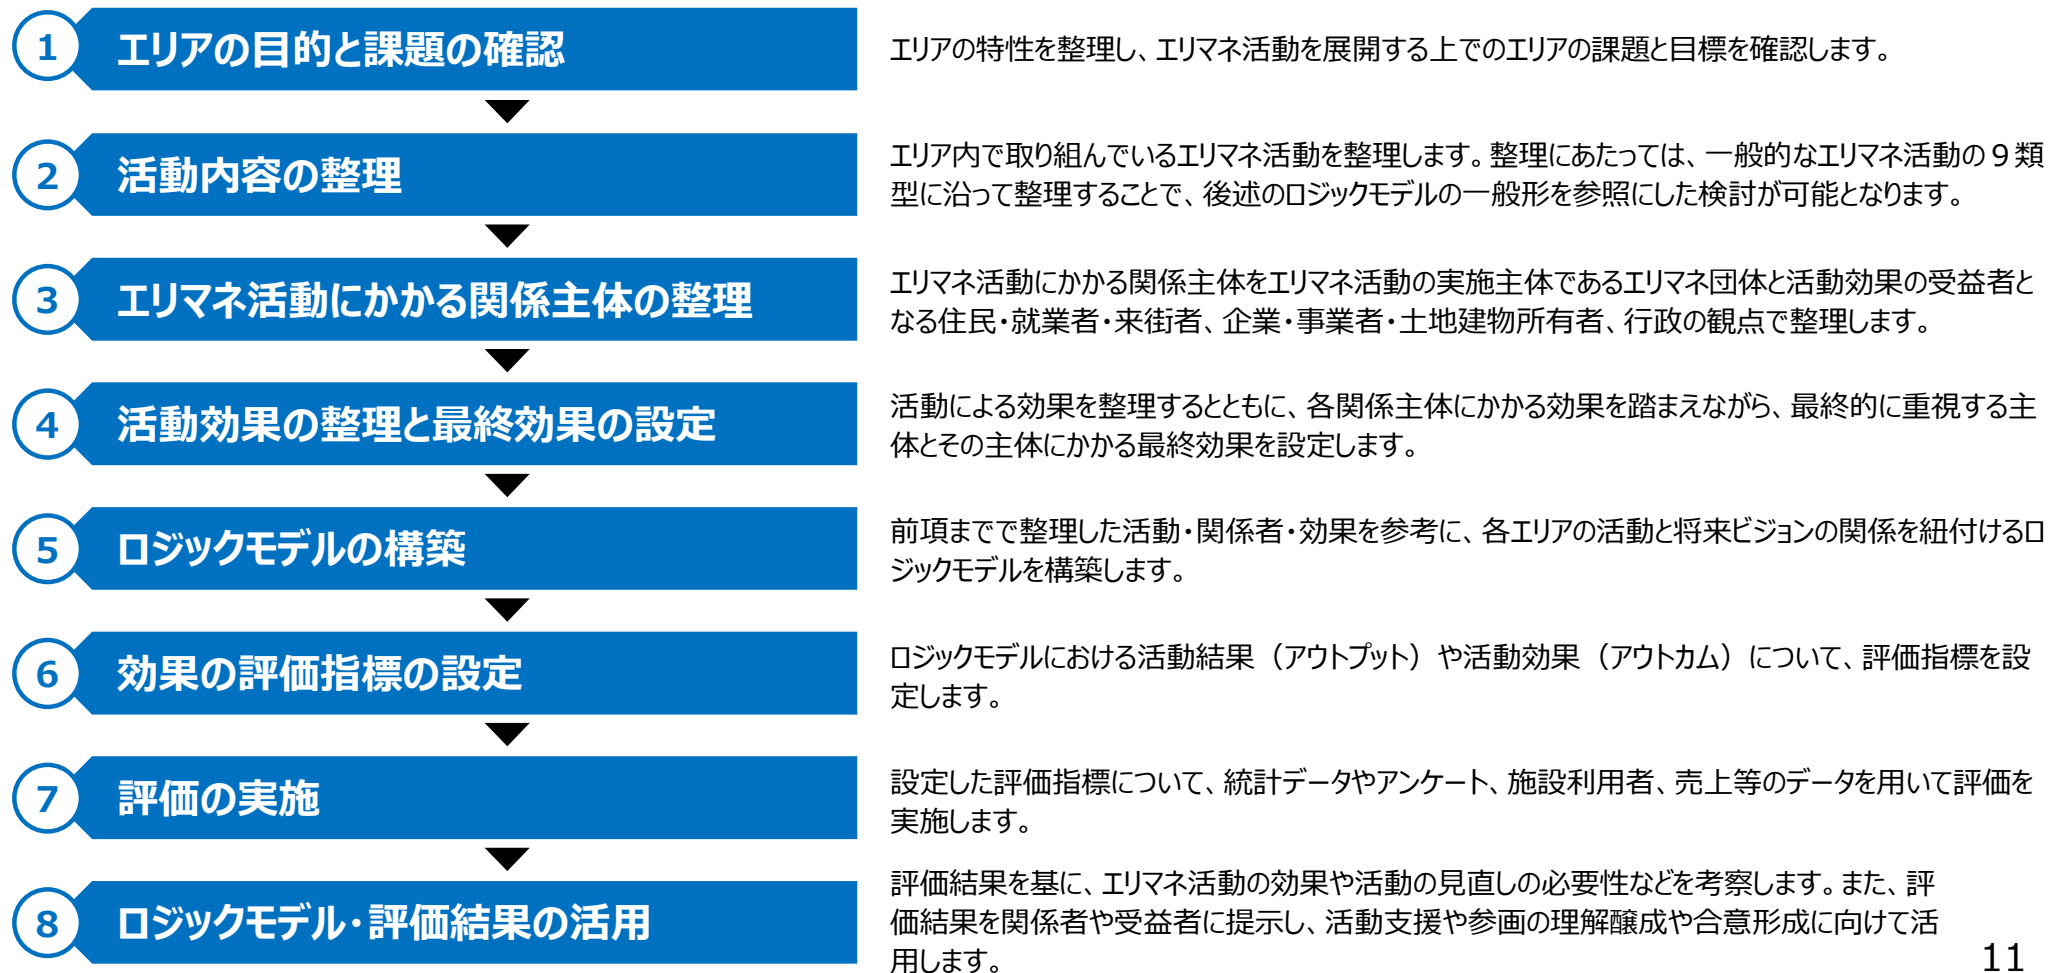 1
エリアの目的と課題の確認
エリアの特性を整理し、エリマネ活動を展開する上でのエリアの課題と目標を確認します。
2
活動内容の整理
エリア内で取り組んでいるエリマネ活動を整理します。整理にあたっては、一般的なエリマネ活動の９類
型に沿って整理することで、後述のロジックモデルの一般形を参照にした検討が可能となります。
3
エリマネ活動にかかる関係主体の整理
エリマネ活動にかかる関係主体をエリマネ活動の実施主体であるエリマネ団体と活動効果の受益者と
なる住民・就業者・来街者、企業・事業者・土地建物所有者、行政の観点で整理します。
4
活動効果の整理と最終効果の設定
活動による効果を整理するとともに、各関係主体にかかる効果を踏まえながら、最終的に重視する主
体とその主体にかかる最終効果を設定します。
5
ロジックモデルの構築
前項までで整理した活動・関係者・効果を参考に、各エリアの活動と将来ビジョンの関係を紐付けるロ
ジックモデルを構築します。
6
効果の評価指標の設定
ロジックモデルにおける活動結果（アウトプット）や活動効果（アウトカム）について、評価指標を設
定します。
7
評価の実施
設定した評価指標について、統計データやアンケート、施設利用者、売上等のデータを用いて評価を
実施します。
8
ロジックモデル・評価結果の活用
評価結果を基に、エリマネ活動の効果や活動の見直しの必要性などを考察します。また、評
価結果を関係者や受益者に提示し、活動支援や参画の理解醸成や合意形成に向けて活
用します。
11